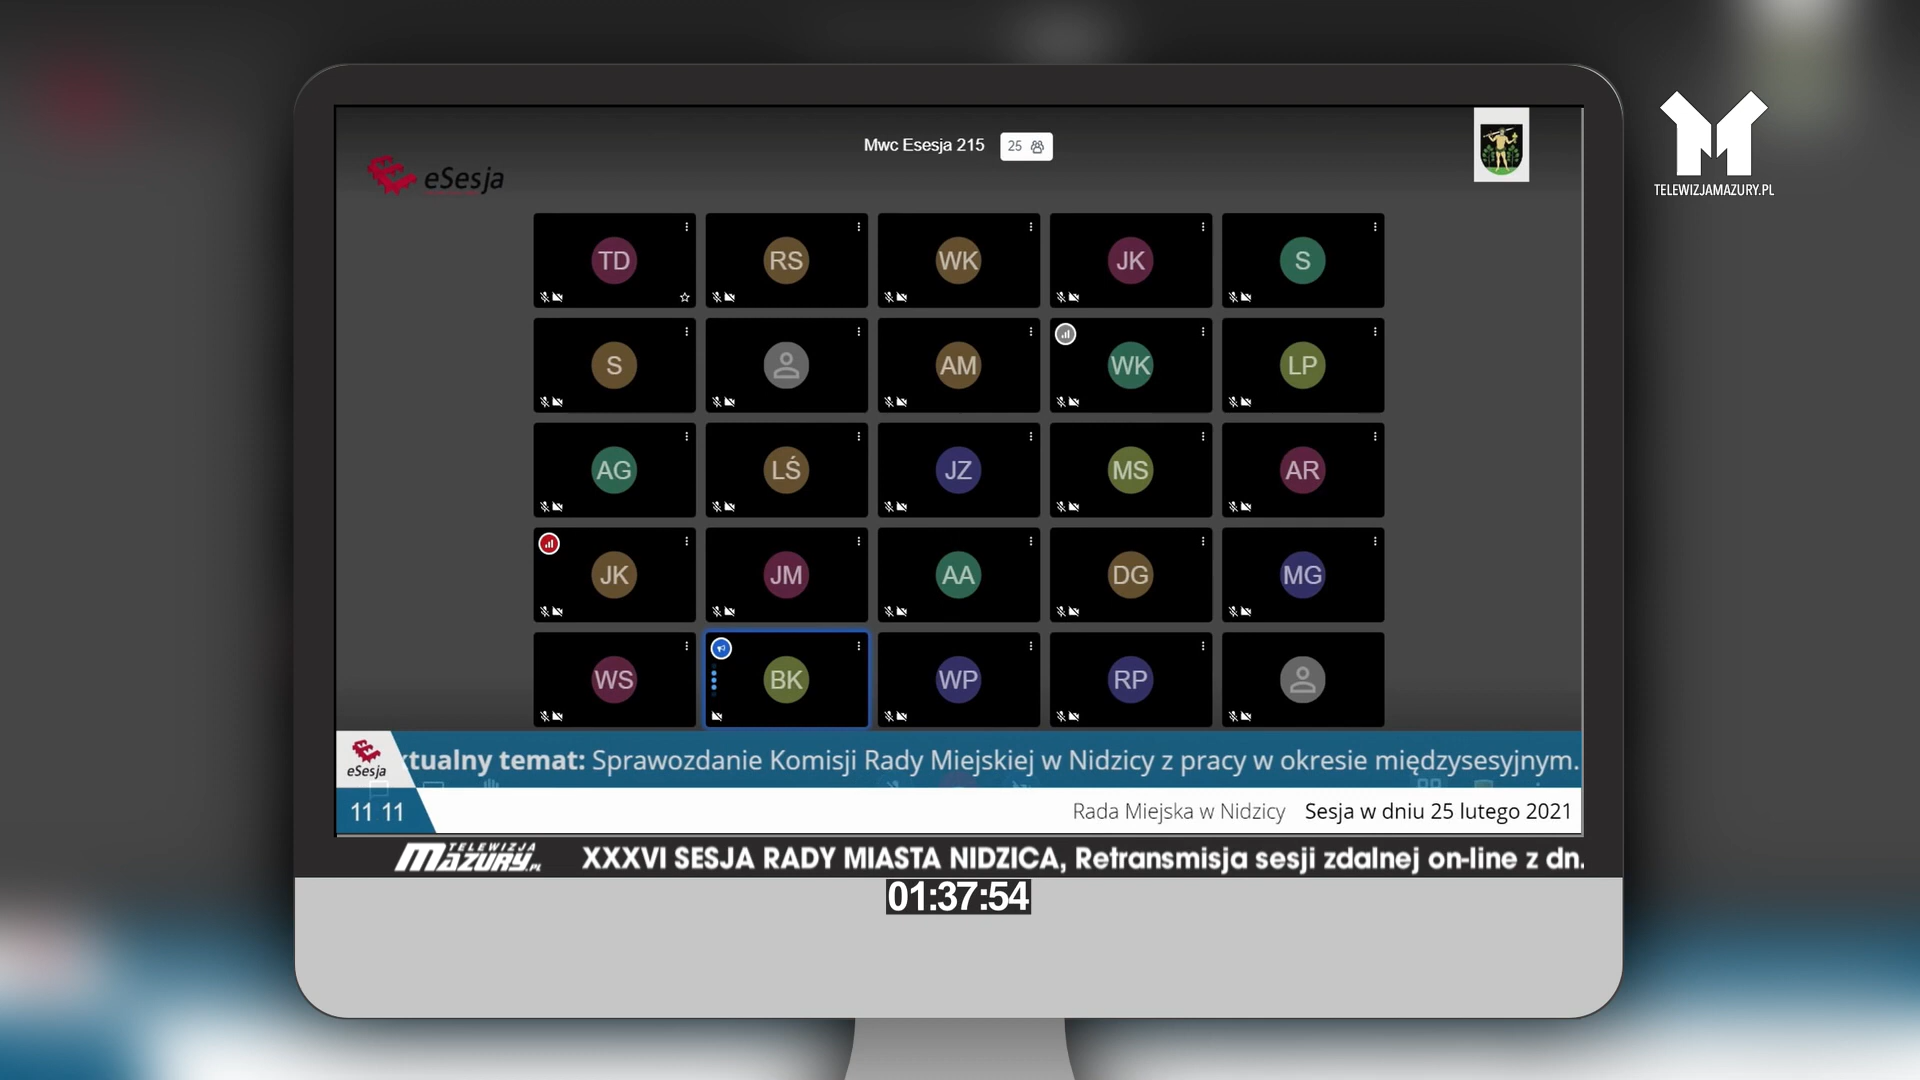 Mwc Esesja 215 25
eSesja
TELEWIZJAMAZURY.PL
TD RS WK JK S
S AM WK LP
AG LŚ JZ MS AR
JK JM AA DG MG
WS BK WP RP
eSesja
ktualny temat: Sprawozdanie Komisji Rady Miejskiej w Nidzicy z pracy w okresie międzysesyjnym.
11 11
Rada Miejska w Nidzicy Sesja w dniu 25 lutego 2021
TELEWIZJA
MAZURY.PL
XXXVI SESJA RADY MIASTA NIDZICA, Retransmisja sesji zdalnej on-line z dn.
01:37:54